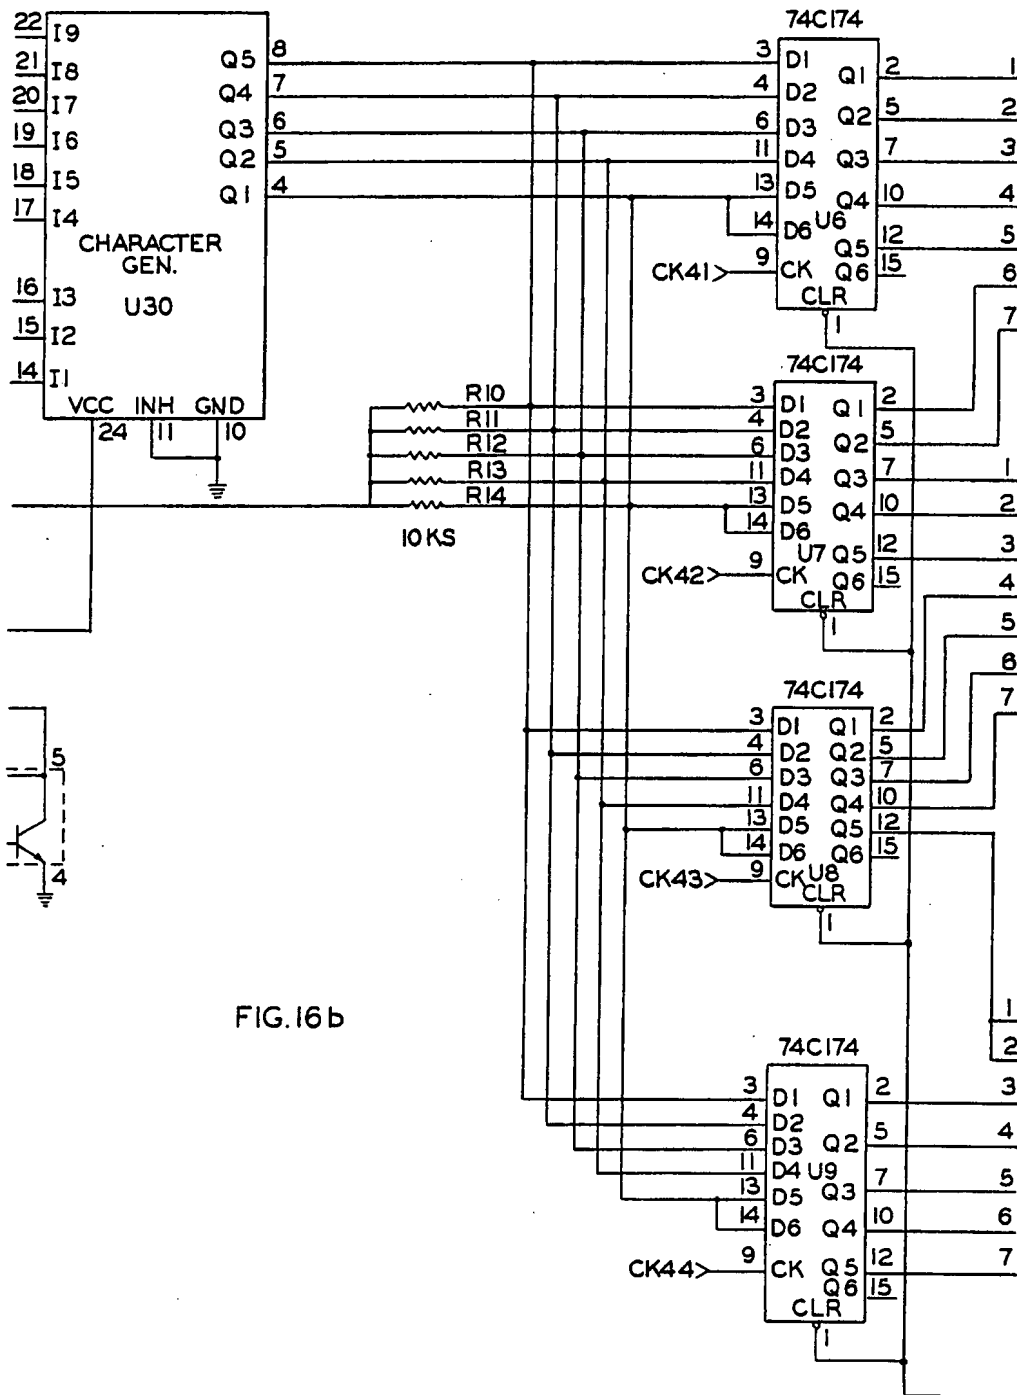 22 I9
21 I8
20 I7
19 I6
18 I5
17 I4
16 I3
15 I2
14 I1
Q5 8
Q4 7
Q3 6
Q2 5
Q1 4
CHARACTER
GEN.
U30
VCC INH GND
24 11 10
74C174
3 D1 Q1 2 1
4 D2 Q2 5 2
6 D3 Q3 7 3
11 D4 Q4 10 4
13 D5 U6 Q5 12 5
14 D6 Q6 15
CK41 9 CK
CLR
1
6
7
74C174
R10 3 D1 Q1 2
R11 4 D2 Q2 5
R12 6 D3 Q3 7 1
R13 11 D4 Q4 10 2
R14 13 D5 Q5 12 3
10KS
14 D6 U7 Q6 15
CK42 9 CK
CLR
1
4
5
6
7
74C174
3 D1 Q1 2
4 D2 Q2 5
6 D3 Q3 7
11 D4 Q4 10
13 D5 Q5 12
14 D6 Q6 15
CK43 9 CK U8
CLR
1
5
4
1
2
FIG.16b
74C174
3 D1 Q1 2 3
4 D2 Q2 5 4
6 D3 Q3 7 5
11 D4 U9 Q4 10 6
13 D5 Q5 12 7
14 D6 Q6 15
CK44 9 CK
CLR
1